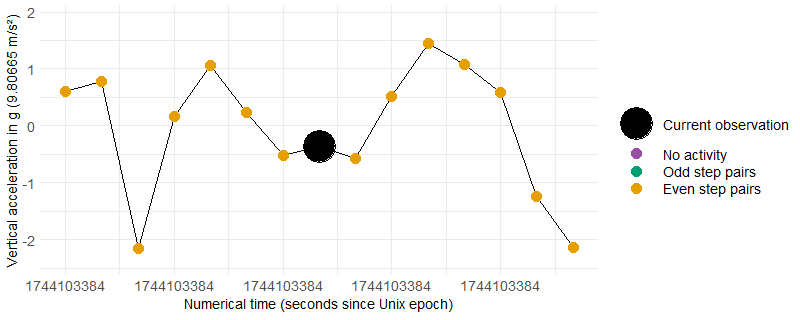 Vertical acceleration in g (9.80665 m/s²)
2
1
0
-1
-2
1744103384 1744103384 1744103384 1744103384 1744103384
Numerical time (seconds since Unix epoch)
Current observation
No activity
Odd step pairs
Even step pairs